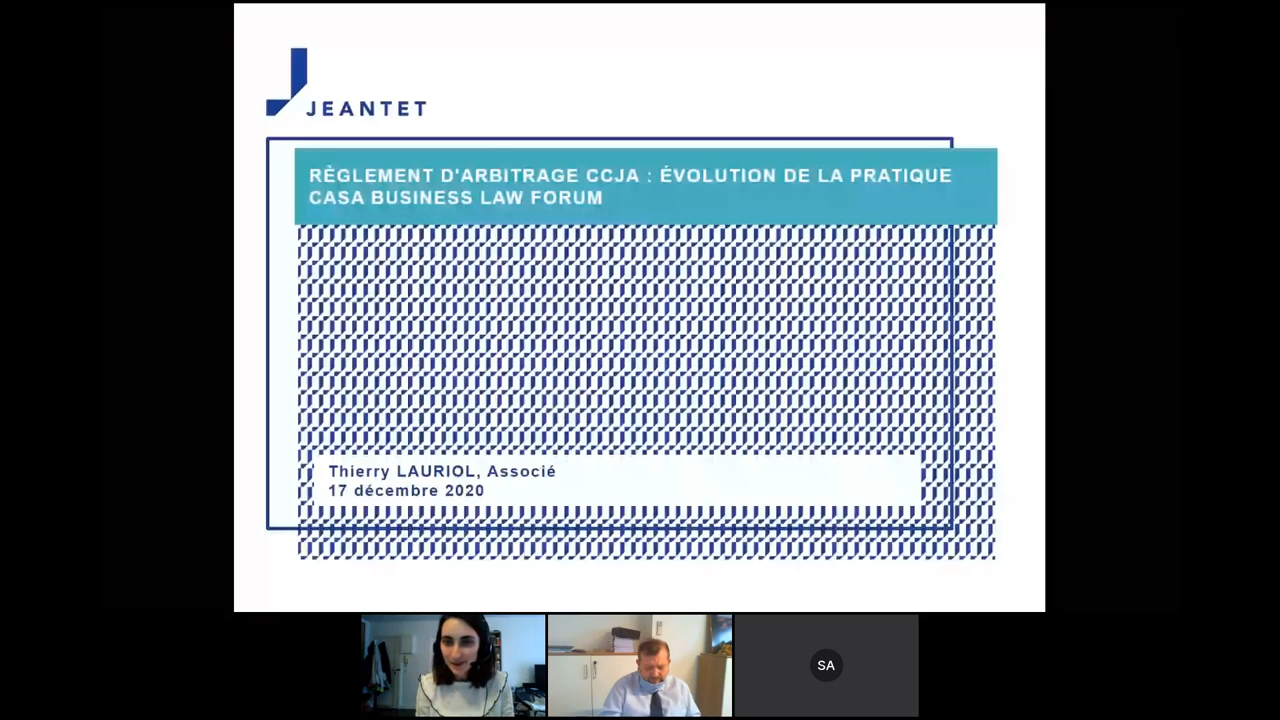 JEANTET
RÈGLEMENT D'ARBITRAGE CCJA : ÉVOLUTION DE LA PRATIQUE
CASA BUSINESS LAW FORUM
Thierry LAURIOL, Associé
17 décembre 2020
SA